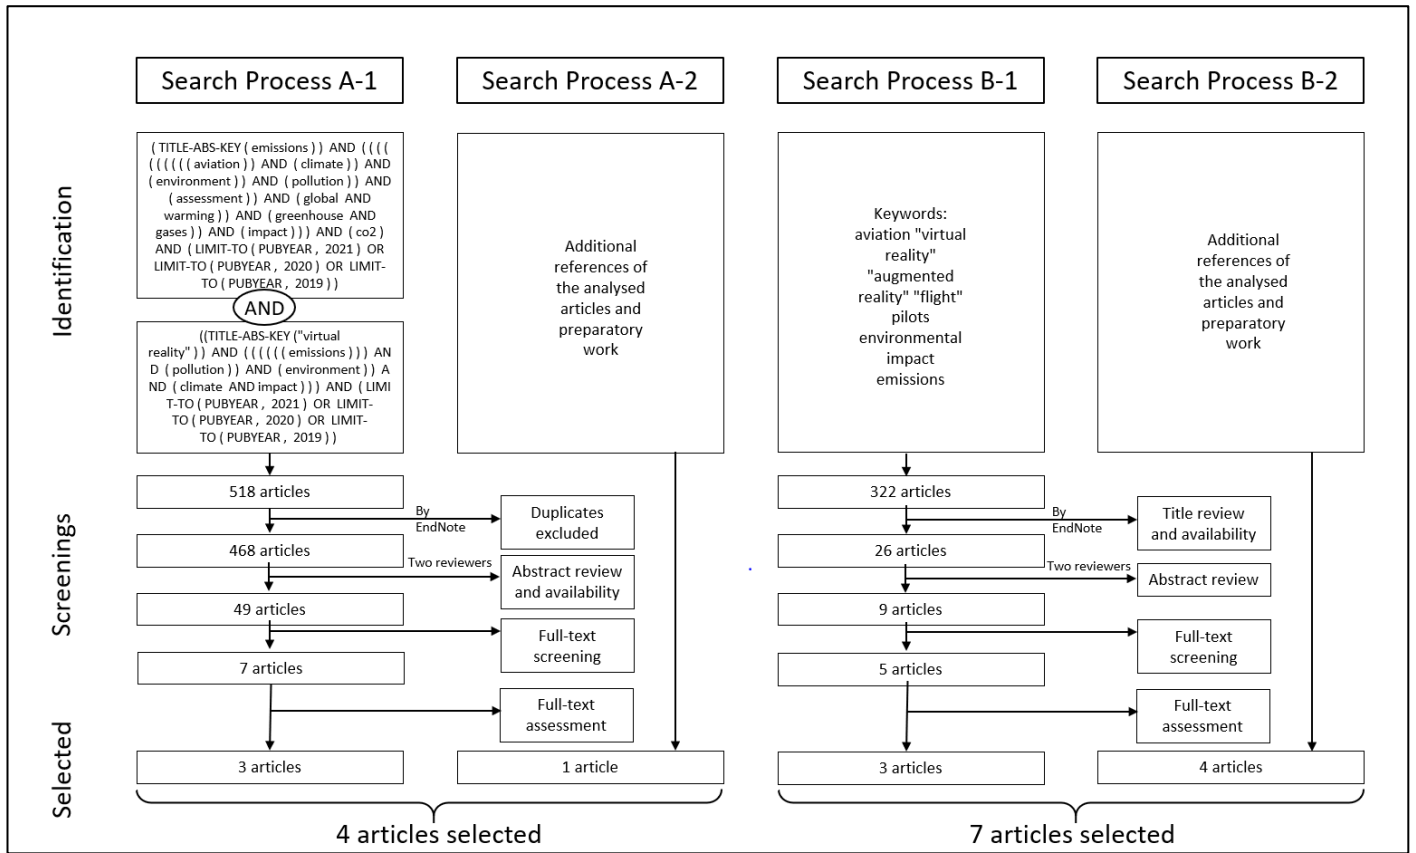 Search Process A-1
Search Process A-2
Search Process B-1
Search Process B-2
Identification
( TITLE-ABS-KEY ( emissions ) ) AND ( ( ( (
( ( ( ( ( ( aviation ) ) AND ( climate ) ) AND
( environment ) ) AND ( pollution ) ) AND
( assessment ) ) AND ( global AND
warming ) ) AND ( greenhouse AND
gases ) ) AND ( impact ) ) ) AND ( co2 )
AND ( LIMIT-TO ( PUBYEAR , 2021 ) OR
LIMIT-TO ( PUBYEAR , 2020 ) OR LIMIT-
TO ( PUBYEAR , 2019 ) )
AND
((TITLE-ABS-KEY ("virtual
reality" ) ) AND ( ( ( ( ( ( emissions ) ) ) AN
D ( pollution ) ) AND ( environment ) ) A
ND ( climate AND impact ) ) ) AND ( LIMI
T-TO ( PUBYEAR , 2021 ) OR LIMIT-
TO ( PUBYEAR , 2020 ) OR LIMIT-
TO ( PUBYEAR , 2019 ) )
Additional
references of
the analysed
articles and
preparatory
work
Keywords:
aviation "virtual
reality"
"augmented
reality" "flight"
pilots
environmental
impact
emissions
Additional
references of
the analysed
articles and
preparatory
work
Screenings
518 articles
By
EndNote
Duplicates
excluded
468 articles
Two reviewers
Abstract review
and availability
49 articles
Full-text
screening
7 articles
Full-text
assessment
322 articles
By
EndNote
Title review
and availability
26 articles
Two reviewers
Abstract review
9 articles
Full-text
screening
5 articles
Full-text
assessment
Selected
3 articles
1 article
3 articles
4 articles
4 articles selected
7 articles selected